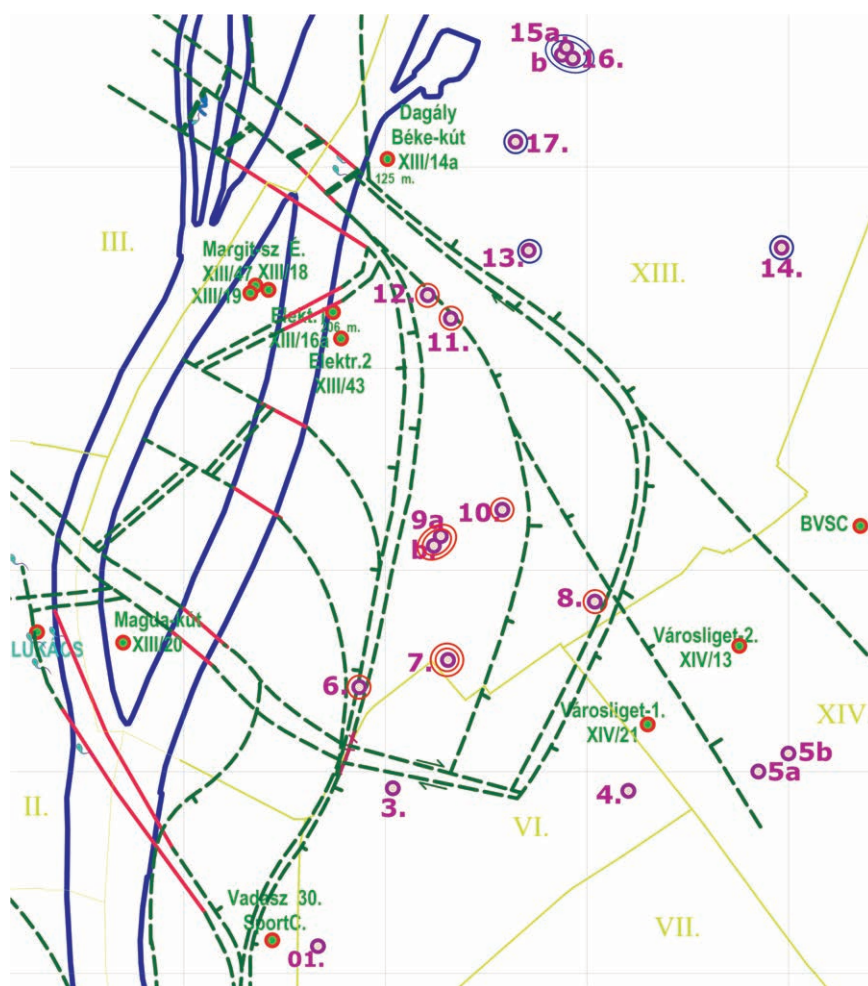 15a.
b
16.
Dagály
Béke-kút
XIII/14a
125 m.
17.
III.
Margit-sz É.
XIII/47 XIII/18
XIII/19
13.
XIII.
14.
12.
11.
Elekt.
XIII/16a
206 m.
Elektr.2
XIII/43
10.
9a
b
BVSC
8.
LUKÁCS
Magda-kút
XIII/20
Városliget-2.
XIV/13
7.
6.
Városliget-1.
XIV/21
XIV
5b
5a
II.
3.
4.
VI.
Vadász 30.
SportC.
01.
VII.